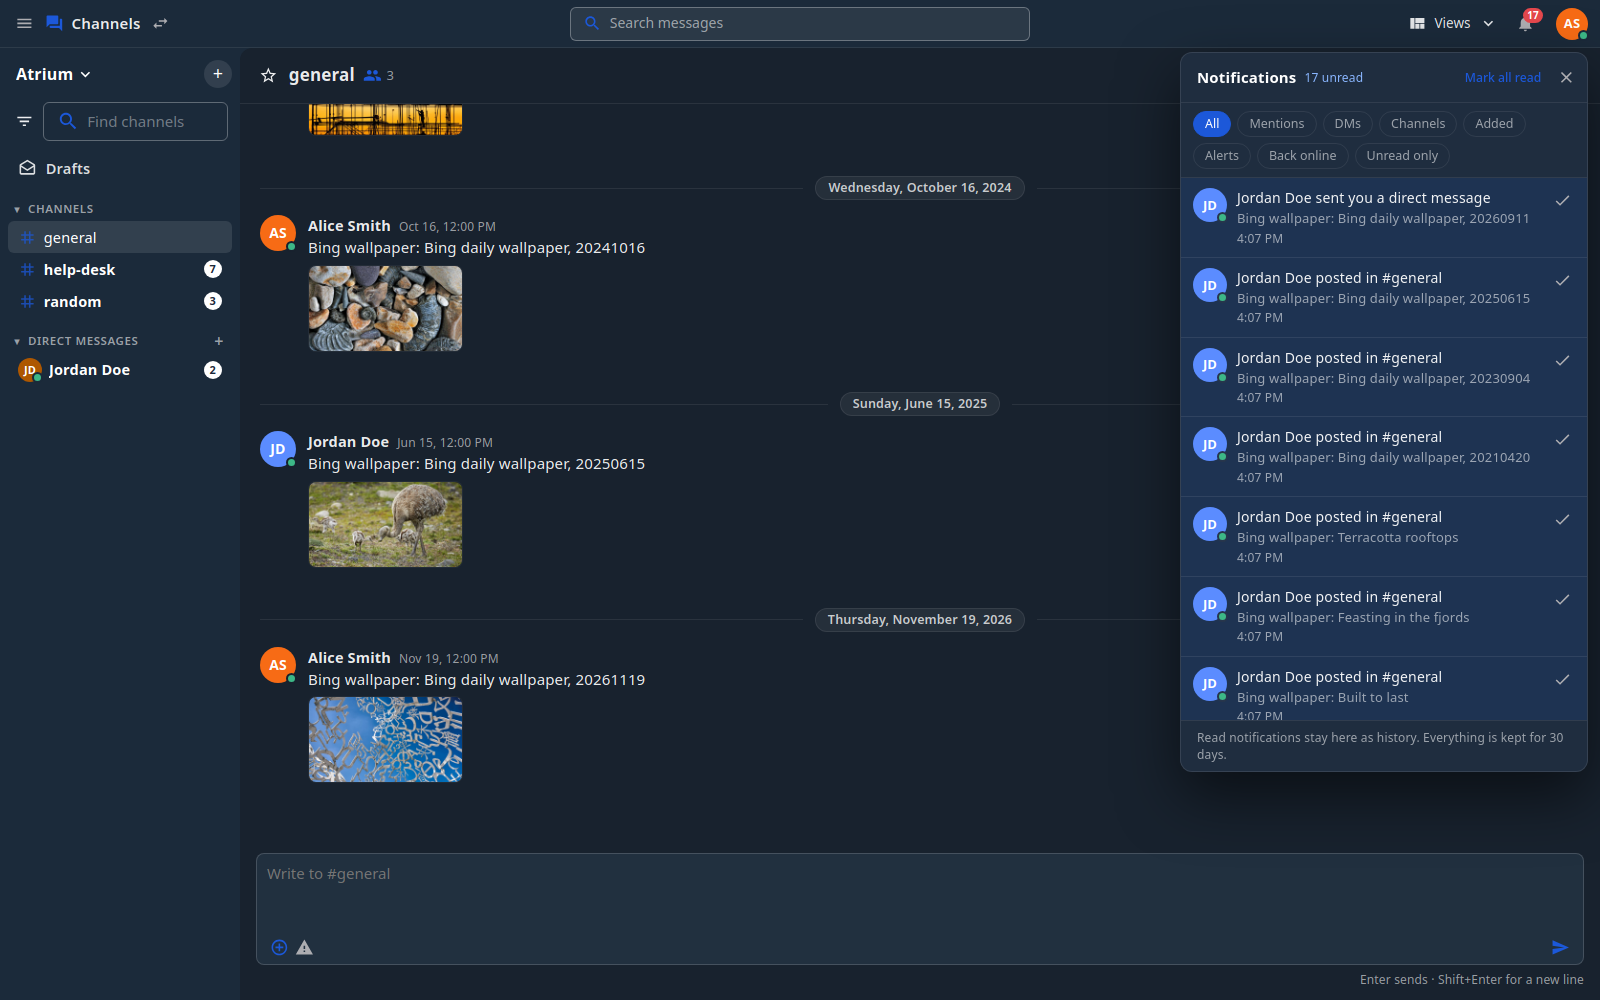 Channels
Search messages
Views
17
AS
Atrium
+
Find channels
Drafts
CHANNELS
general
help-desk 7
random 3
DIRECT MESSAGES +
JD Jordan Doe 2
general 3
Wednesday, October 16, 2024
AS
Alice Smith Oct 16, 12:00 PM
Bing wallpaper: Bing daily wallpaper, 20241016
Sunday, June 15, 2025
JD
Jordan Doe Jun 15, 12:00 PM
Bing wallpaper: Bing daily wallpaper, 20250615
Thursday, November 19, 2026
AS
Alice Smith Nov 19, 12:00 PM
Bing wallpaper: Bing daily wallpaper, 20261119
Write to #general
Enter sends · Shift+Enter for a new line
Notifications 17 unread Mark all read
All Mentions DMs Channels Added
Alerts Back online Unread only
JD
Jordan Doe sent you a direct message
Bing wallpaper: Bing daily wallpaper, 20260911
4:07 PM
JD
Jordan Doe posted in #general
Bing wallpaper: Bing daily wallpaper, 20250615
4:07 PM
JD
Jordan Doe posted in #general
Bing wallpaper: Bing daily wallpaper, 20230904
4:07 PM
JD
Jordan Doe posted in #general
Bing wallpaper: Bing daily wallpaper, 20210420
4:07 PM
JD
Jordan Doe posted in #general
Bing wallpaper: Terracotta rooftops
4:07 PM
JD
Jordan Doe posted in #general
Bing wallpaper: Feasting in the fjords
4:07 PM
JD
Jordan Doe posted in #general
Bing wallpaper: Built to last
4:07 PM
Read notifications stay here as history. Everything is kept for 30
days.